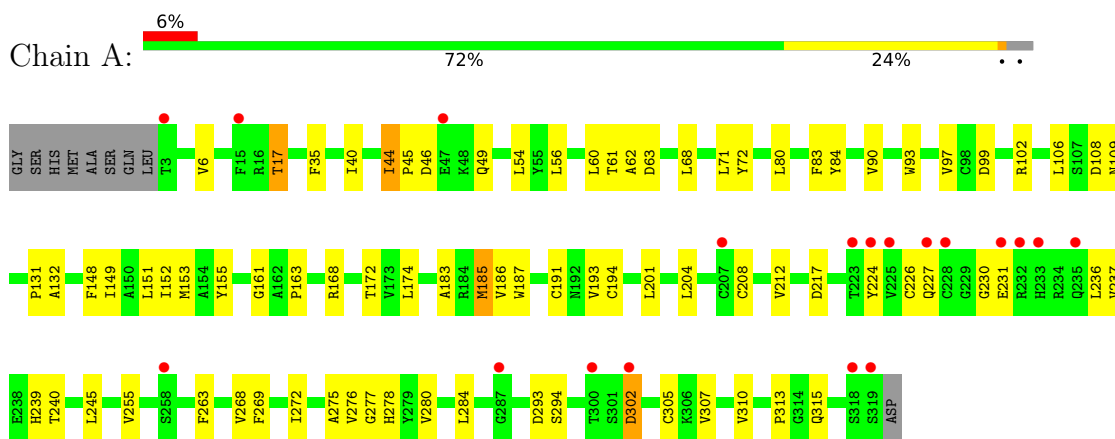 6%
Chain A:
72% 24% • •
GLY SER HIS MET ALA SER GLN LEU T3 V6 F15 R16 T17 F35 I40 I44 P45 D46 E47 K48 Q49 L54 Y55 L56 L60 T61 A62 D63 L68 L71 Y72 L80 F83 Y84 V90 W93 V97 C98 D99 R102 L106 S107 D108 N109
P131 A132 F148 I149 A150 L151 I152 M153 A154 Y155 G161 A162 P163 R168 T172 V173 L174 A183 R184 M185 V186 W187 C191 N192 V193 C194 L201 L204 C207 C208 V212 D217 T223 Y224 V225 C226 Q227 C228 G229 G230 E231 R232 H233 R234 Q235 L236 V237
E238 H239 T240 L245 V255 S258 F263 V268 F269 I272 A275 V276 G277 H278 Y279 V280 L284 G287 D293 S294 T300 S301 D302 C305 K306 V307 V310 P313 G314 Q315 S318 S319 ASP